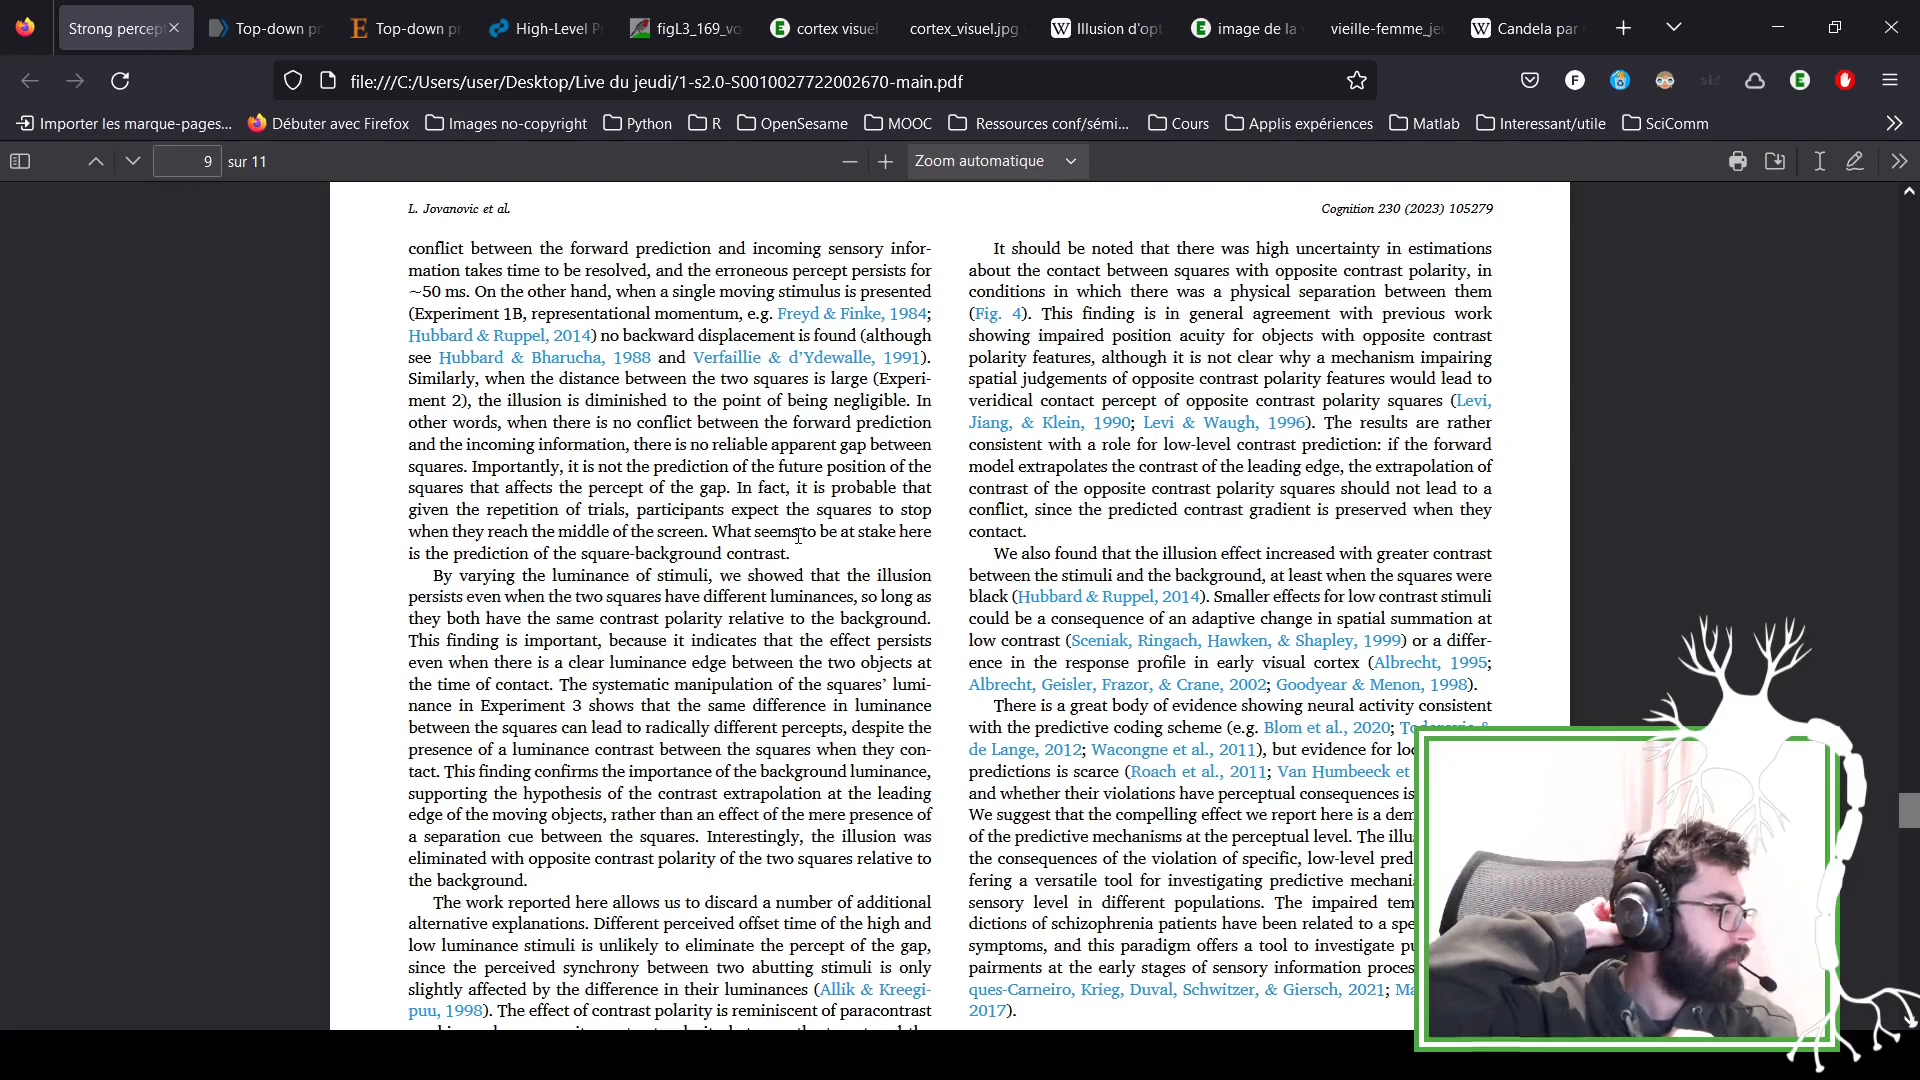 Strong percep
Top-down pr
Top-down pr
High-Level P
figL3_169_vo
cortex visuel
cortex_visuel.jpg
Illusion d'opt
image de la v
vieille-femme_je
Candela par
file:///C:/Users/user/Desktop/Live du jeudi/1-s2.0-S0010027722002670-main.pdf
Importer les marque-pages...
Débuter avec Firefox
Images no-copyright
Python
R
OpenSesame
MOOC
Ressources conf/sémi...
Cours
Applis expériences
Matlab
Interessant/utile
SciComm
9 sur 11
Zoom automatique
L. Jovanovic et al.
Cognition 230 (2023) 105279
conflict between the forward prediction and incoming sensory infor-
mation takes time to be resolved, and the erroneous percept persists for
~50 ms. On the other hand, when a single moving stimulus is presented
(Experiment 1B, representational momentum, e.g. Freyd & Finke, 1984;
Hubbard & Ruppel, 2014) no backward displacement is found (although
see Hubbard & Bharucha, 1988 and Verfaillie & d'Ydewalle, 1991).
Similarly, when the distance between the two squares is large (Experi-
ment 2), the illusion is diminished to the point of being negligible. In
other words, when there is no conflict between the forward prediction
and the incoming information, there is no reliable apparent gap between
squares. Importantly, it is not the prediction of the future position of the
squares that affects the percept of the gap. In fact, it is probable that
given the repetition of trials, participants expect the squares to stop
when they reach the middle of the screen. What seems to be at stake here
is the prediction of the square-background contrast.
By varying the luminance of stimuli, we showed that the illusion
persists even when the two squares have different luminances, so long as
they both have the same contrast polarity relative to the background.
This finding is important, because it indicates that the effect persists
even when there is a clear luminance edge between the two objects at
the time of contact. The systematic manipulation of the squares' lumi-
nance in Experiment 3 shows that the same difference in luminance
between the squares can lead to radically different percepts, despite the
presence of a luminance contrast between the squares when they con-
tact. This finding confirms the importance of the background luminance,
supporting the hypothesis of the contrast extrapolation at the leading
edge of the moving objects, rather than an effect of the mere presence of
a separation cue between the squares. Interestingly, the illusion was
eliminated with opposite contrast polarity of the two squares relative to
the background.
The work reported here allows us to discard a number of additional
alternative explanations. Different perceived offset time of the high and
low luminance stimuli is unlikely to eliminate the percept of the gap,
since the perceived synchrony between two abutting stimuli is only
slightly affected by the difference in their luminances (Allik & Kreegi-
puu, 1998). The effect of contrast polarity is reminiscent of paracontrast
It should be noted that there was high uncertainty in estimations
about the contact between squares with opposite contrast polarity, in
conditions in which there was a physical separation between them
(Fig. 4). This finding is in general agreement with previous work
showing impaired position acuity for objects with opposite contrast
polarity features, although it is not clear why a mechanism impairing
spatial judgements of opposite contrast polarity features would lead to
veridical contact percept of opposite contrast polarity squares (Levi,
Jiang, & Klein, 1990; Levi & Waugh, 1996). The results are rather
consistent with a role for low-level contrast prediction: if the forward
model extrapolates the contrast of the leading edge, the extrapolation of
contrast of the opposite contrast polarity squares should not lead to a
conflict, since the predicted contrast gradient is preserved when they
contact.
We also found that the illusion effect increased with greater contrast
between the stimuli and the background, at least when the squares were
black (Hubbard & Ruppel, 2014). Smaller effects for low contrast stimuli
could be a consequence of an adaptive change in spatial summation at
low contrast (Sceniak, Ringach, Hawken, & Shapley, 1999) or a differ-
ence in the response profile in early visual cortex (Albrecht, 1995;
Albrecht, Geisler, Frazor, & Crane, 2002; Goodyear & Menon, 1998).
There is a great body of evidence showing neural activity consistent
with the predictive coding scheme (e.g. Blom et al., 2020;
de Lange, 2012; Wacongne et al., 2011), but evidence for
predictions is scarce (Roach et al., 2011; Van Humbeeck et
and whether their violations have perceptual consequences is
We suggest that the compelling effect we report here is a
of the predictive mechanisms at the perceptual level. The
the consequences of the violation of specific, low-level
fering a versatile tool for investigating predictive
sensory level in different populations. The impaired
dictions of schizophrenia patients have been related to a
symptoms, and this paradigm offers a tool to investigate
pairments at the early stages of sensory information
ques-Carneiro, Krieg, Duval, Schwitzer, & Giersch, 2021;
2017).